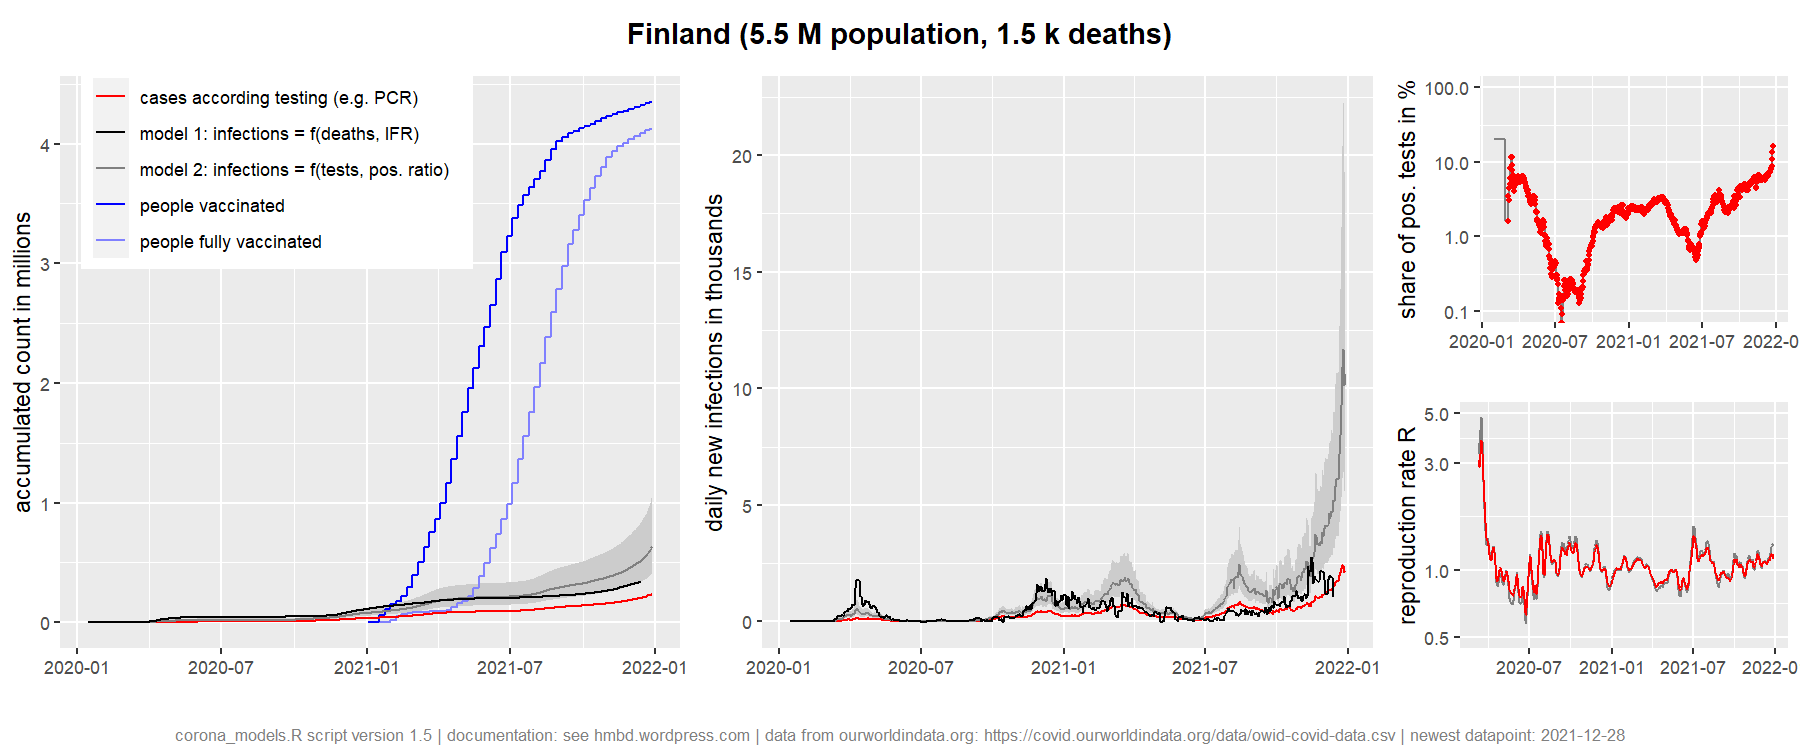 Finland (5.5 M population, 1.5 k deaths)
accumulated count in millions
4
3
2
1
0
cases according testing (e.g. PCR)
model 1: infections = f(deaths, IFR)
model 2: infections = f(tests, pos. ratio)
people vaccinated
people fully vaccinated
2020-01 2020-07 2021-01 2021-07 2022-01
daily new infections in thousands
20
15
10
5
0
2020-01 2020-07 2021-01 2021-07 2022-01
share of pos. tests in %
100.0
10.0
1.0
0.1
2020-01 2020-07 2021-01 2021-07 2022-0
reproduction rate R
5.0
3.0
1.0
0.5
2020-07 2021-01 2021-07 2022-0
corona_models.R script version 1.5 | documentation: see hmbd.wordpress.com | data from ourworldindata.org: https://covid.ourworldindata.org/data/owid-covid-data.csv | newest datapoint: 2021-12-28